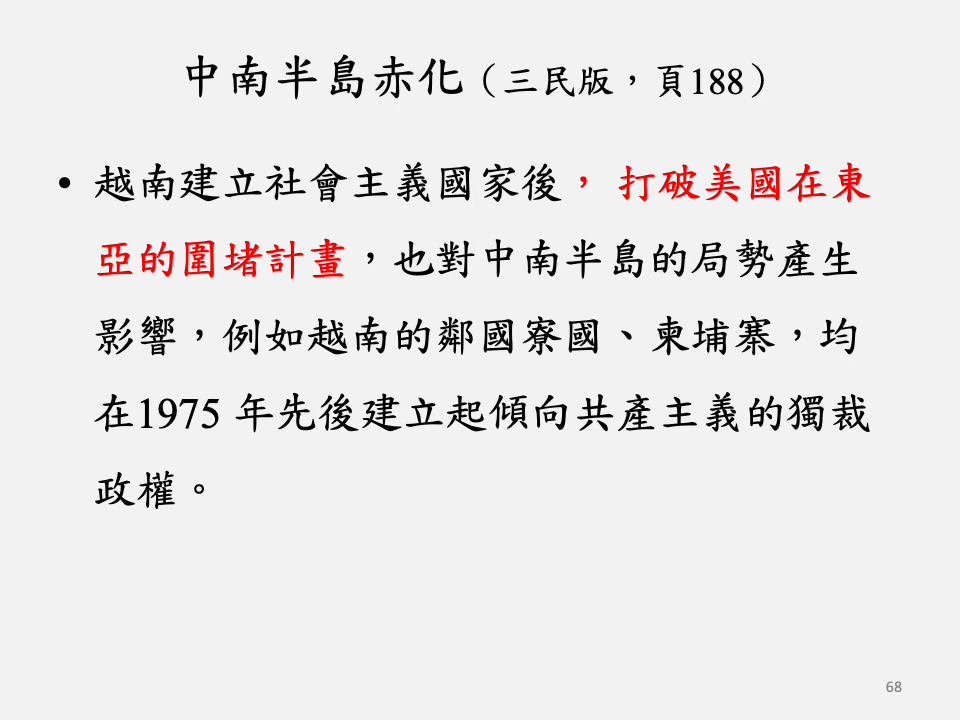 中南半島赤化（三民版，頁188）
• 越南建立社會主義國家後， 打破美國在東
亞的圍堵計畫，也對中南半島的局勢產生
影響，例如越南的鄰國寮國、柬埔寨，均
在1975 年先後建立起傾向共產主義的獨裁
政權。
68